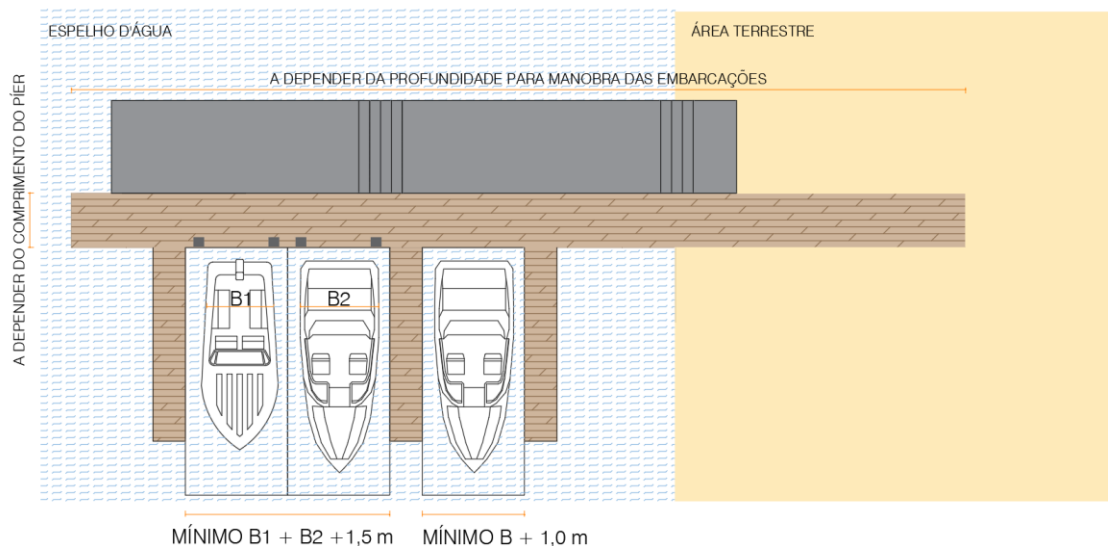 ESPELHO D'ÁGUA
ÁREA TERRESTRE
A DEPENDER DA PROFUNDIDADE PARA MANOBRA DAS EMBARCAÇÕES
A DEPENDER DO COMPRIMENTO DO PÍER
B1
B2
MÍNIMO B1 + B2 +1,5 m
MÍNIMO B + 1,0 m